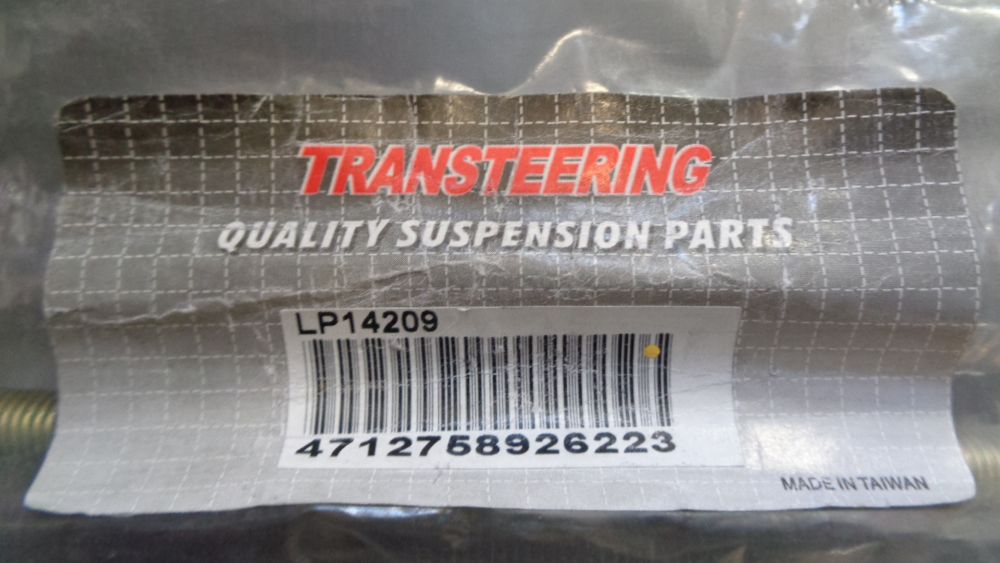 TRANSTEERING
QUALITY SUSPENSION PARTS
LP14209
4712758926223
MADE IN TAIWAN